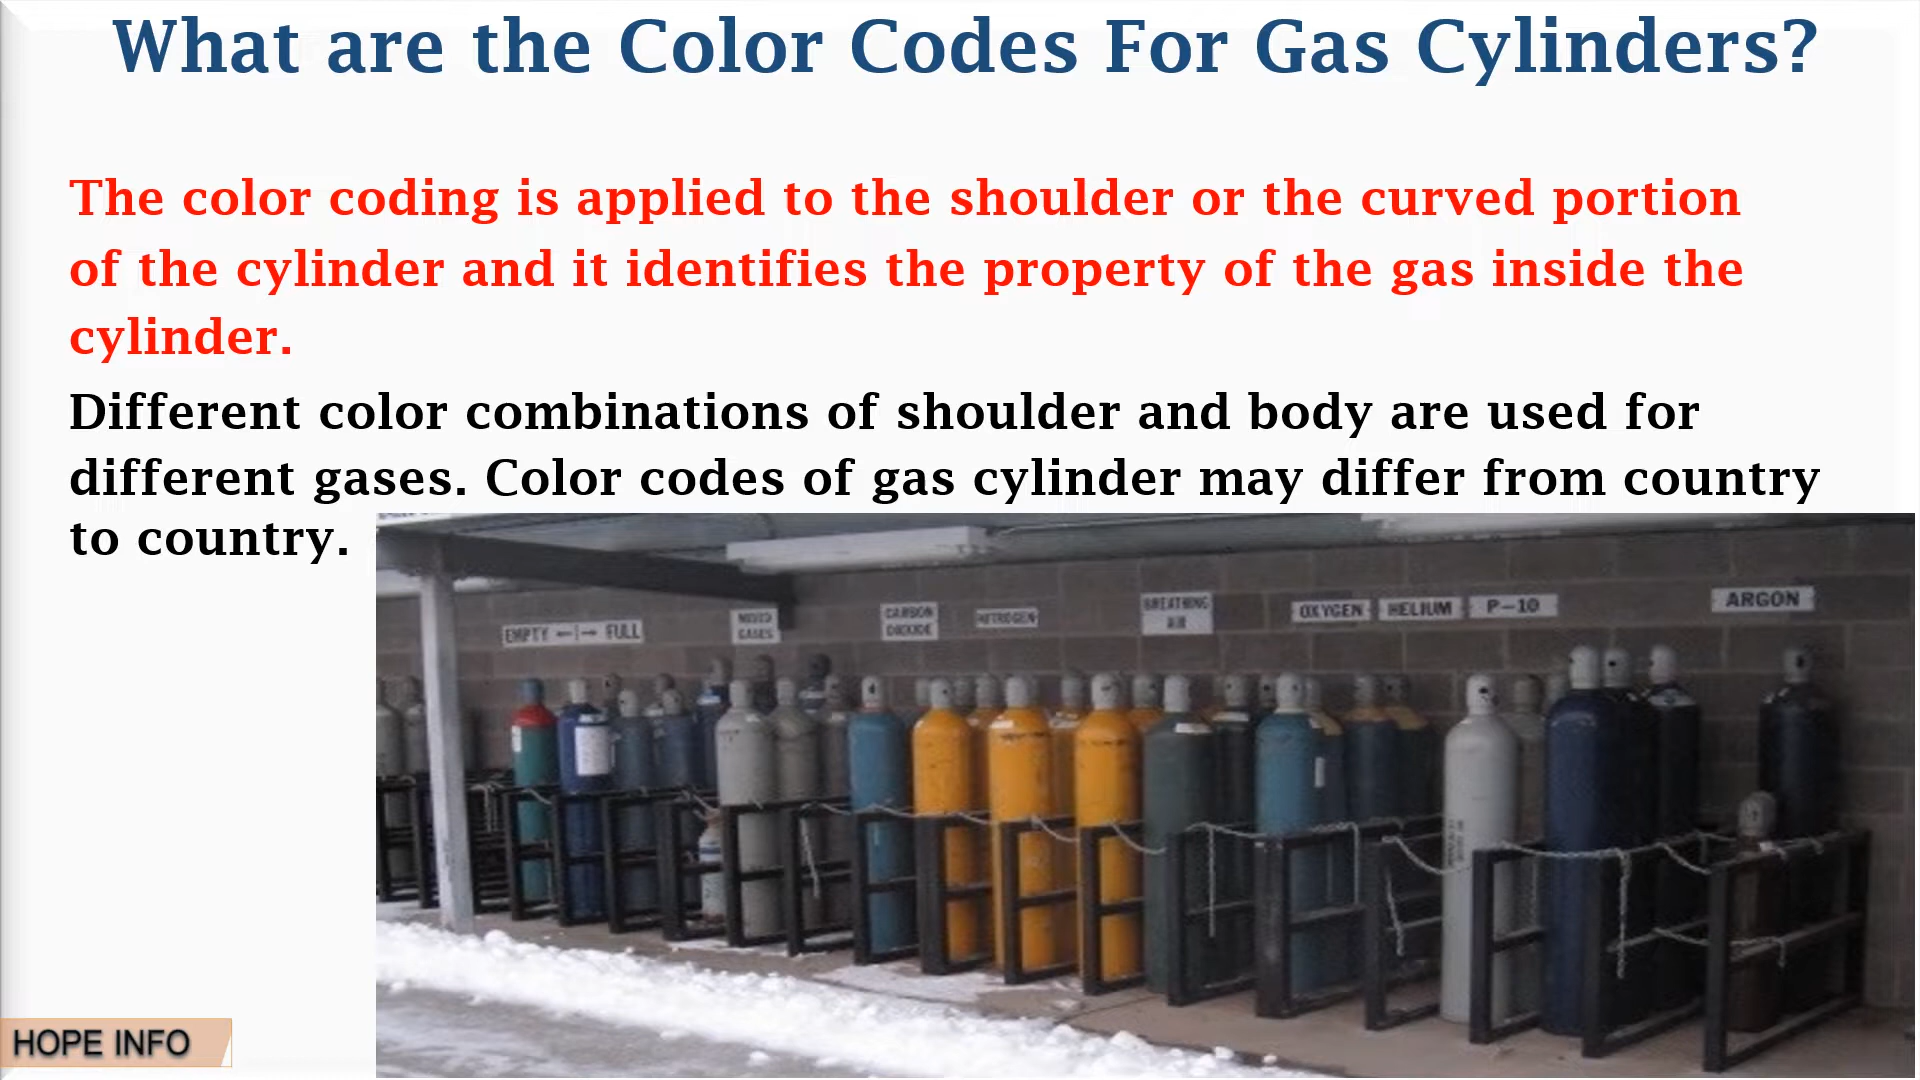 What are the Color Codes For Gas Cylinders?
The color coding is applied to the shoulder or the curved portion
of the cylinder and it identifies the property of the gas inside the
cylinder.
Different color combinations of shoulder and body are used for
different gases. Color codes of gas cylinder may differ from country
to country.
EMPTY ←|→ FULL
MIXED
GASES
CARBON
DIOXIDE
NITROGEN
BREATHING
AIR
OXYGEN
HELIUM
P-10
ARGON
HOPE INFO